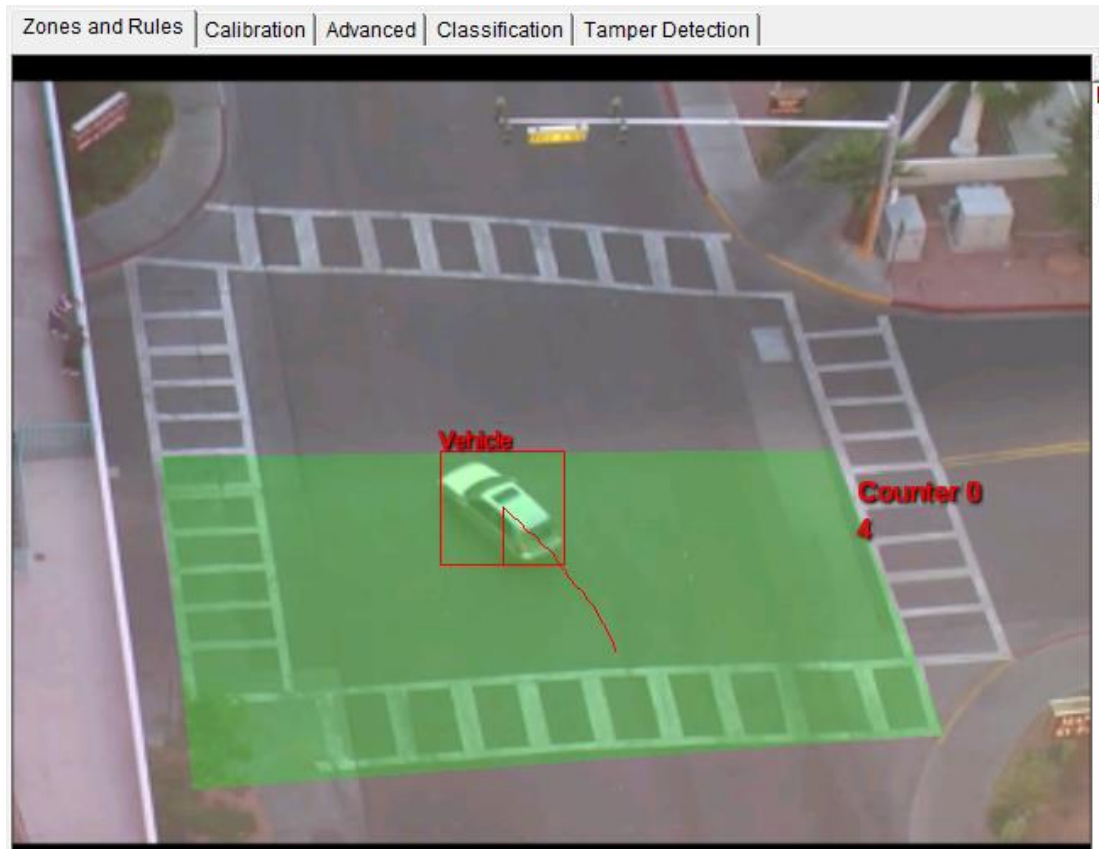 Zones and Rules
Calibration
Advanced
Classification
Tamper Detection
Vehicle
Counter 0
4